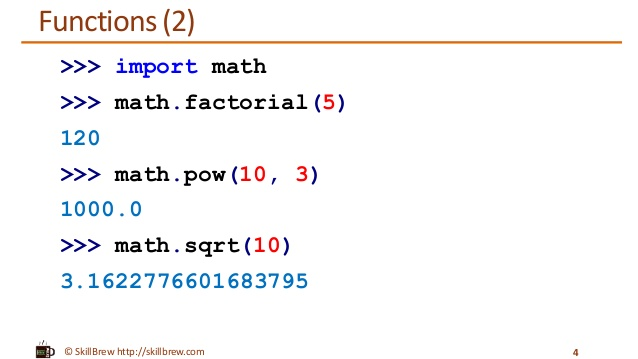 Functions (2)
>>> import math
>>> math.factorial(5)
120
>>> math.pow(10, 3)
1000.0
>>> math.sqrt(10)
3.1622776601683795
© SkillBrew http://skillbrew.com
4